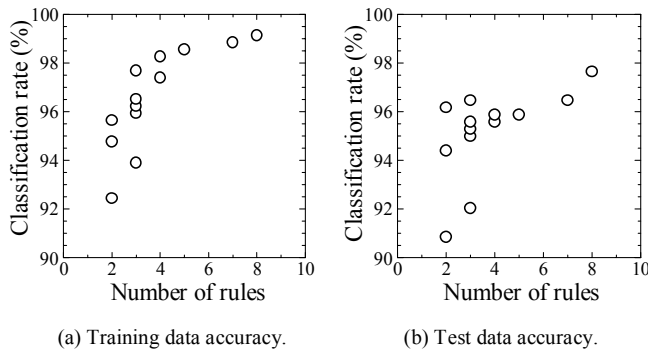 100
98
96
94
92
90
0 2 4 6 8 10
Classification rate (%)
Number of rules
(a) Training data accuracy.
100
98
96
94
92
90
0 2 4 6 8 10
Classification rate (%)
Number of rules
(b) Test data accuracy.